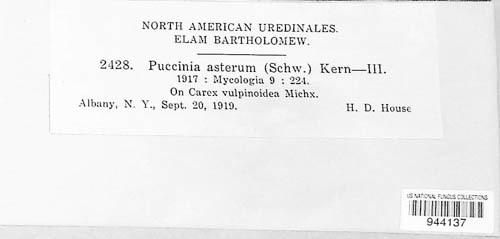 NORTH AMERICAN UREDINALES.
ELAM BARTHOLOMEW.
2428. Puccinia asterum (Schw.) Kern—III.
1917 : Mycologia 9 : 224.
On Carex vulpinoidea Michx.
Albany, N. Y., Sept. 20, 1919. H. D. House
US NATIONAL FUNGUS COLLECTIONS
944137